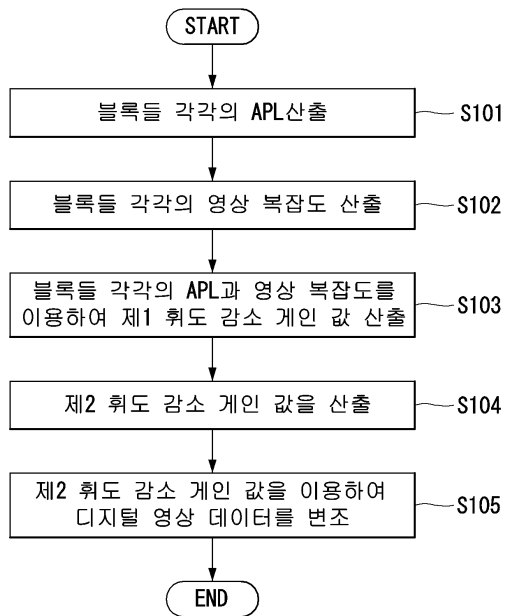 START
블록들 각각의 APL산출
S101
블록들 각각의 영상 복잡도 산출
S102
블록들 각각의 APL과 영상 복잡도를
이용하여 제1 휘도 감소 게인 값 산출
S103
제2 휘도 감소 게인 값을 산출
S104
제2 휘도 감소 게인 값을 이용하여
디지털 영상 데이터를 변조
S105
END